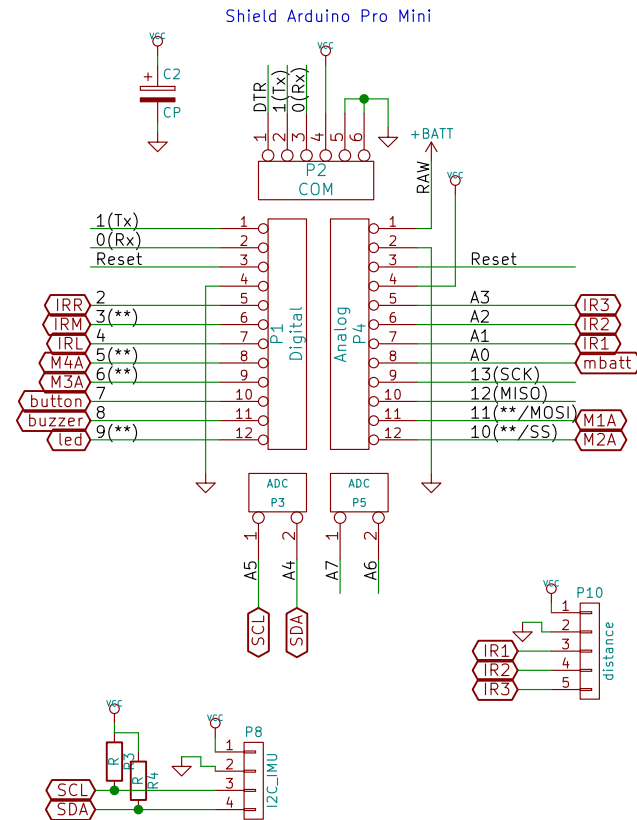 Shield Arduino Pro Mini
VCC
C2
CP
VCC
DTR
1(Tx)
0(Rx)
1
2
3
4
5
6
P2
COM
+BATT
RAW
VCC
1(Tx) 1
0(Rx) 2
Reset 3
4
IRR 2 5
IRM 3(**) 6
IRL 4 7
M4A 5(**) 8
M3A 6(**) 9
button 7 10
buzzer 8 11
led 9(**) 12
P1
Digital
Analog
P4
1
2
3 Reset
4
5 A3 IR3
6 A2 IR2
7 A1 IR1
8 A0 mbatt
9 13(SCK)
10 12(MISO)
11 11(**/MOSI) M1A
12 10(**/SS) M2A
ADC
P3
1
2
A5
A4
SCL
SDA
ADC
P5
1
2
A7
A6
VCC
P10
1
2
IR1 3
IR2 4
IR3 5
distance
VCC
R
R3
R
R4
VCC
P8
1
2
SCL 3
SDA 4
I2C_IMU